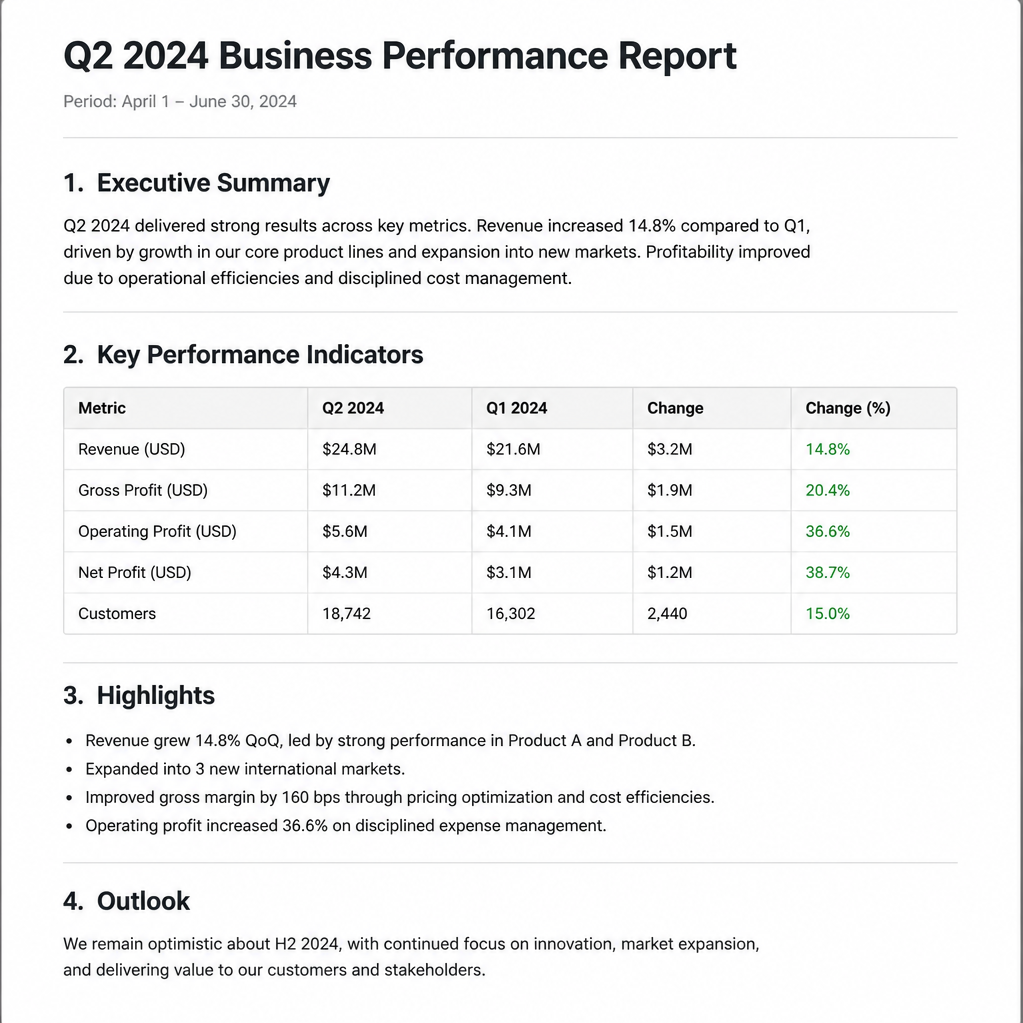 Q2 2024 Business Performance Report
Period: April 1 – June 30, 2024
1. Executive Summary
Q2 2024 delivered strong results across key metrics. Revenue increased 14.8% compared to Q1,
driven by growth in our core product lines and expansion into new markets. Profitability improved
due to operational efficiencies and disciplined cost management.
2. Key Performance Indicators
Metric Q2 2024 Q1 2024 Change Change (%)
Revenue (USD) $24.8M $21.6M $3.2M 14.8%
Gross Profit (USD) $11.2M $9.3M $1.9M 20.4%
Operating Profit (USD) $5.6M $4.1M $1.5M 36.6%
Net Profit (USD) $4.3M $3.1M $1.2M 38.7%
Customers 18,742 16,302 2,440 15.0%
3. Highlights
• Revenue grew 14.8% QoQ, led by strong performance in Product A and Product B.
• Expanded into 3 new international markets.
• Improved gross margin by 160 bps through pricing optimization and cost efficiencies.
• Operating profit increased 36.6% on disciplined expense management.
4. Outlook
We remain optimistic about H2 2024, with continued focus on innovation, market expansion,
and delivering value to our customers and stakeholders.